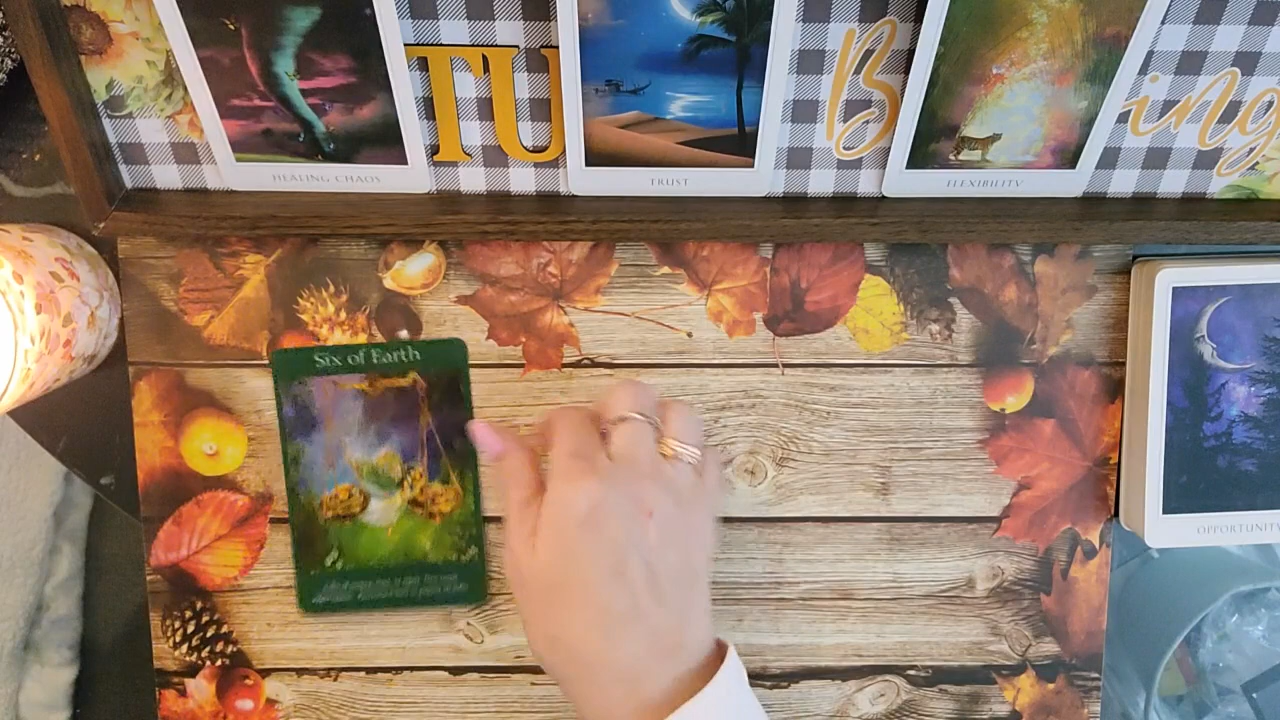 TU
B
ing
HEALING CHAOS
TRUST
FLEXIBILITY
Six of Earth
OPPORTUNITY